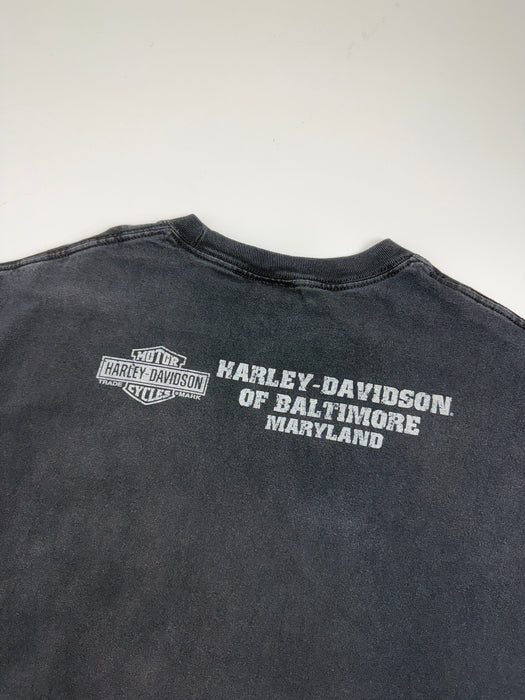 MOTOR
HARLEY-DAVIDSON
TRADE MARK
CYCLES
HARLEY-DAVIDSON
OF BALTIMORE
MARYLAND